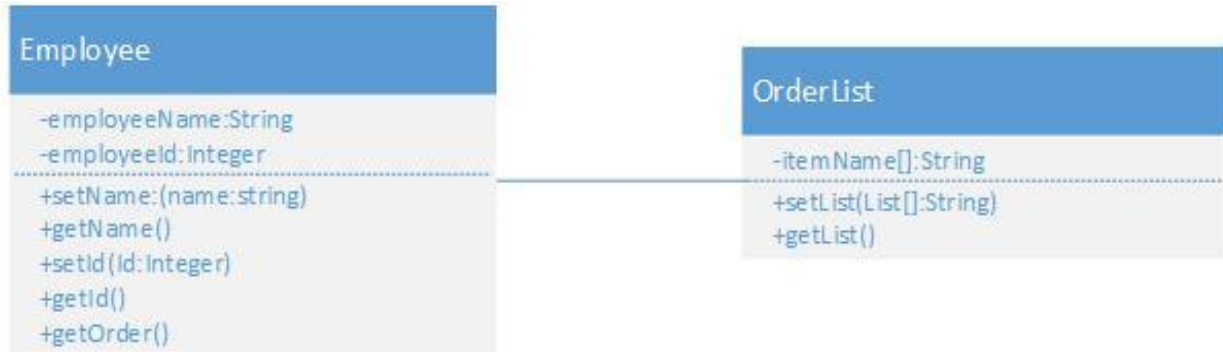 Employee
-employeeName:String
-employeeId:Integer
+setName:(name:string)
+getName()
+setId(Id:Integer)
+getId()
+getOrder()
OrderList
-itemName[]:String
+setList(List[]:String)
+getList()